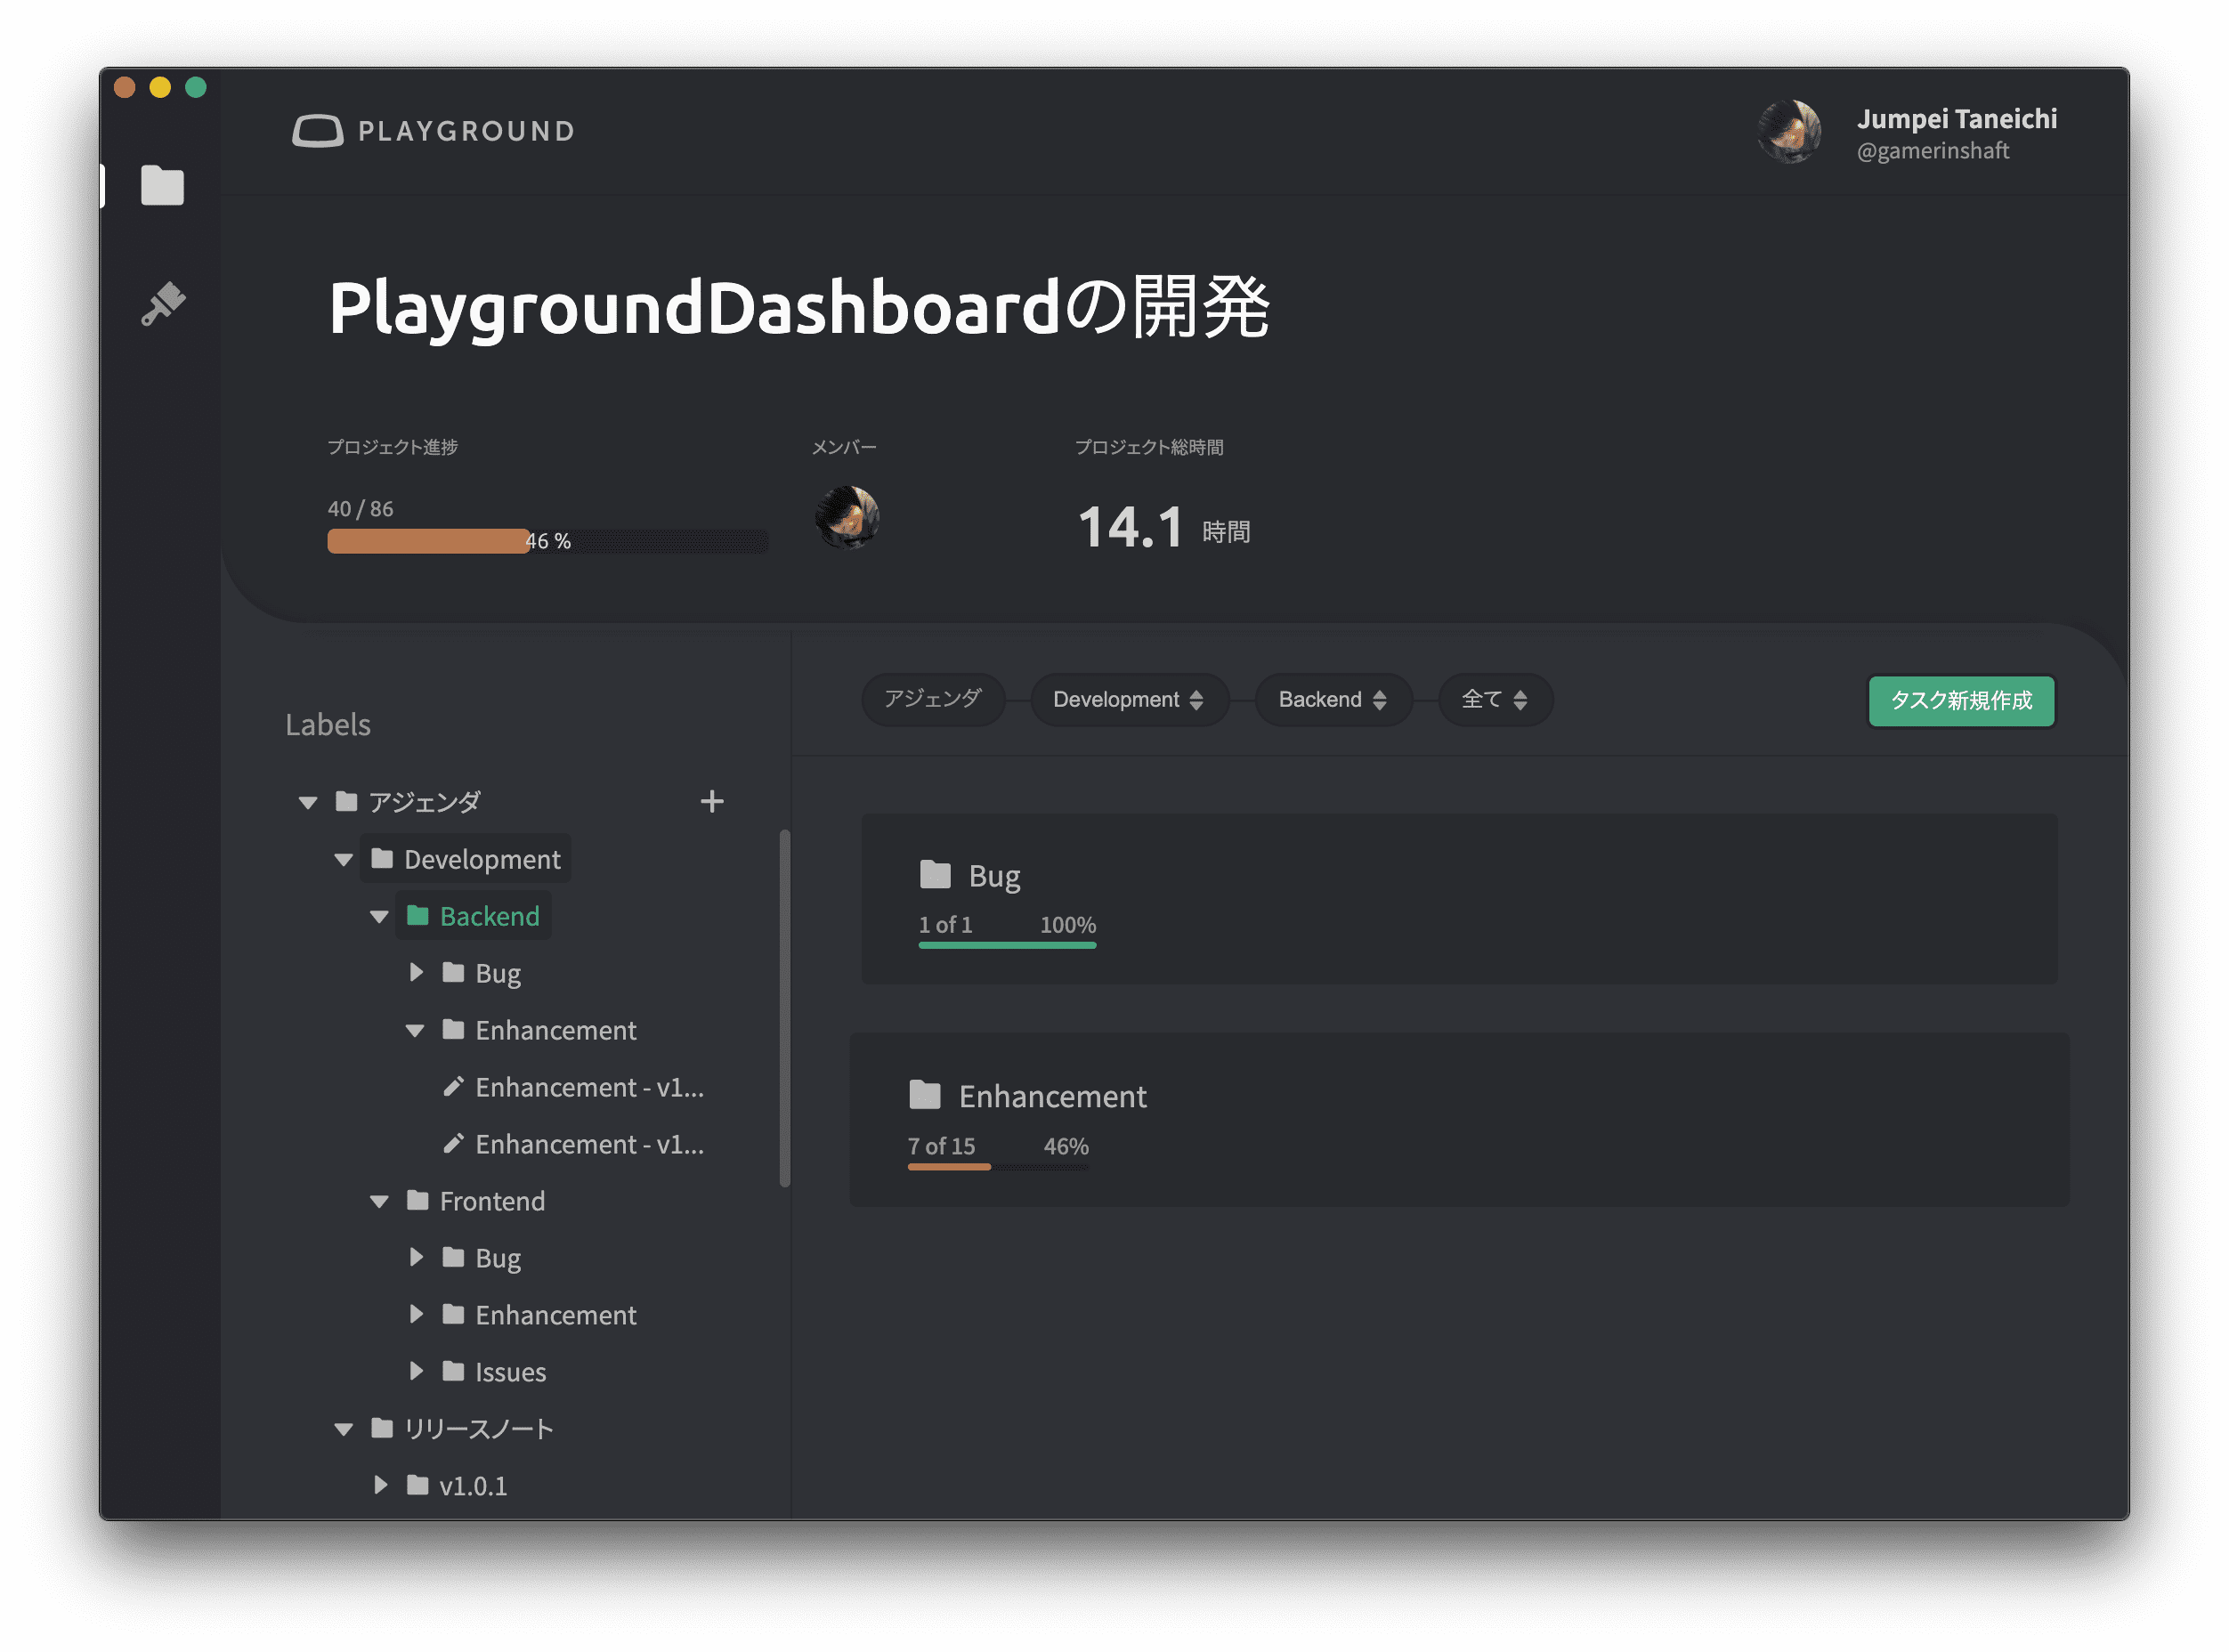 PLAYGROUND
Jumpei Taneichi
@gamerinshaft
PlaygroundDashboardの開発
プロジェクト進捗
メンバー
プロジェクト総時間
40 / 86
46 %
14.1 時間
アジェンダ
Development
Backend
全て
タスク新規作成
Labels
アジェンダ
Development
Backend
Bug
Enhancement
Enhancement - v1...
Enhancement - v1...
Frontend
Bug
Enhancement
Issues
リリースノート
v1.0.1
Bug
1 of 1 100%
Enhancement
7 of 15 46%